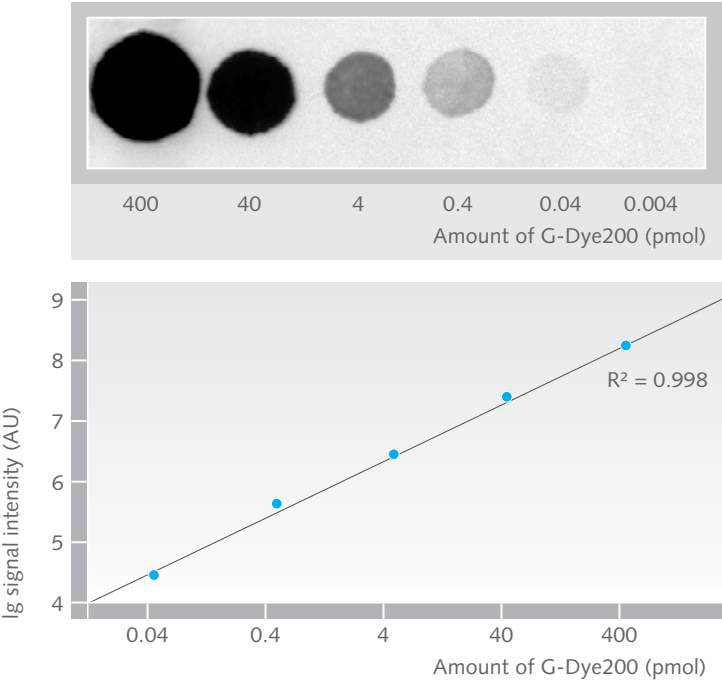 400 40 4 0.4 0.04 0.004
Amount of G-Dye200 (pmol)
9
8
7
6
5
4
lg signal intensity (AU)
R² = 0.998
0.04 0.4 4 40 400
Amount of G-Dye200 (pmol)